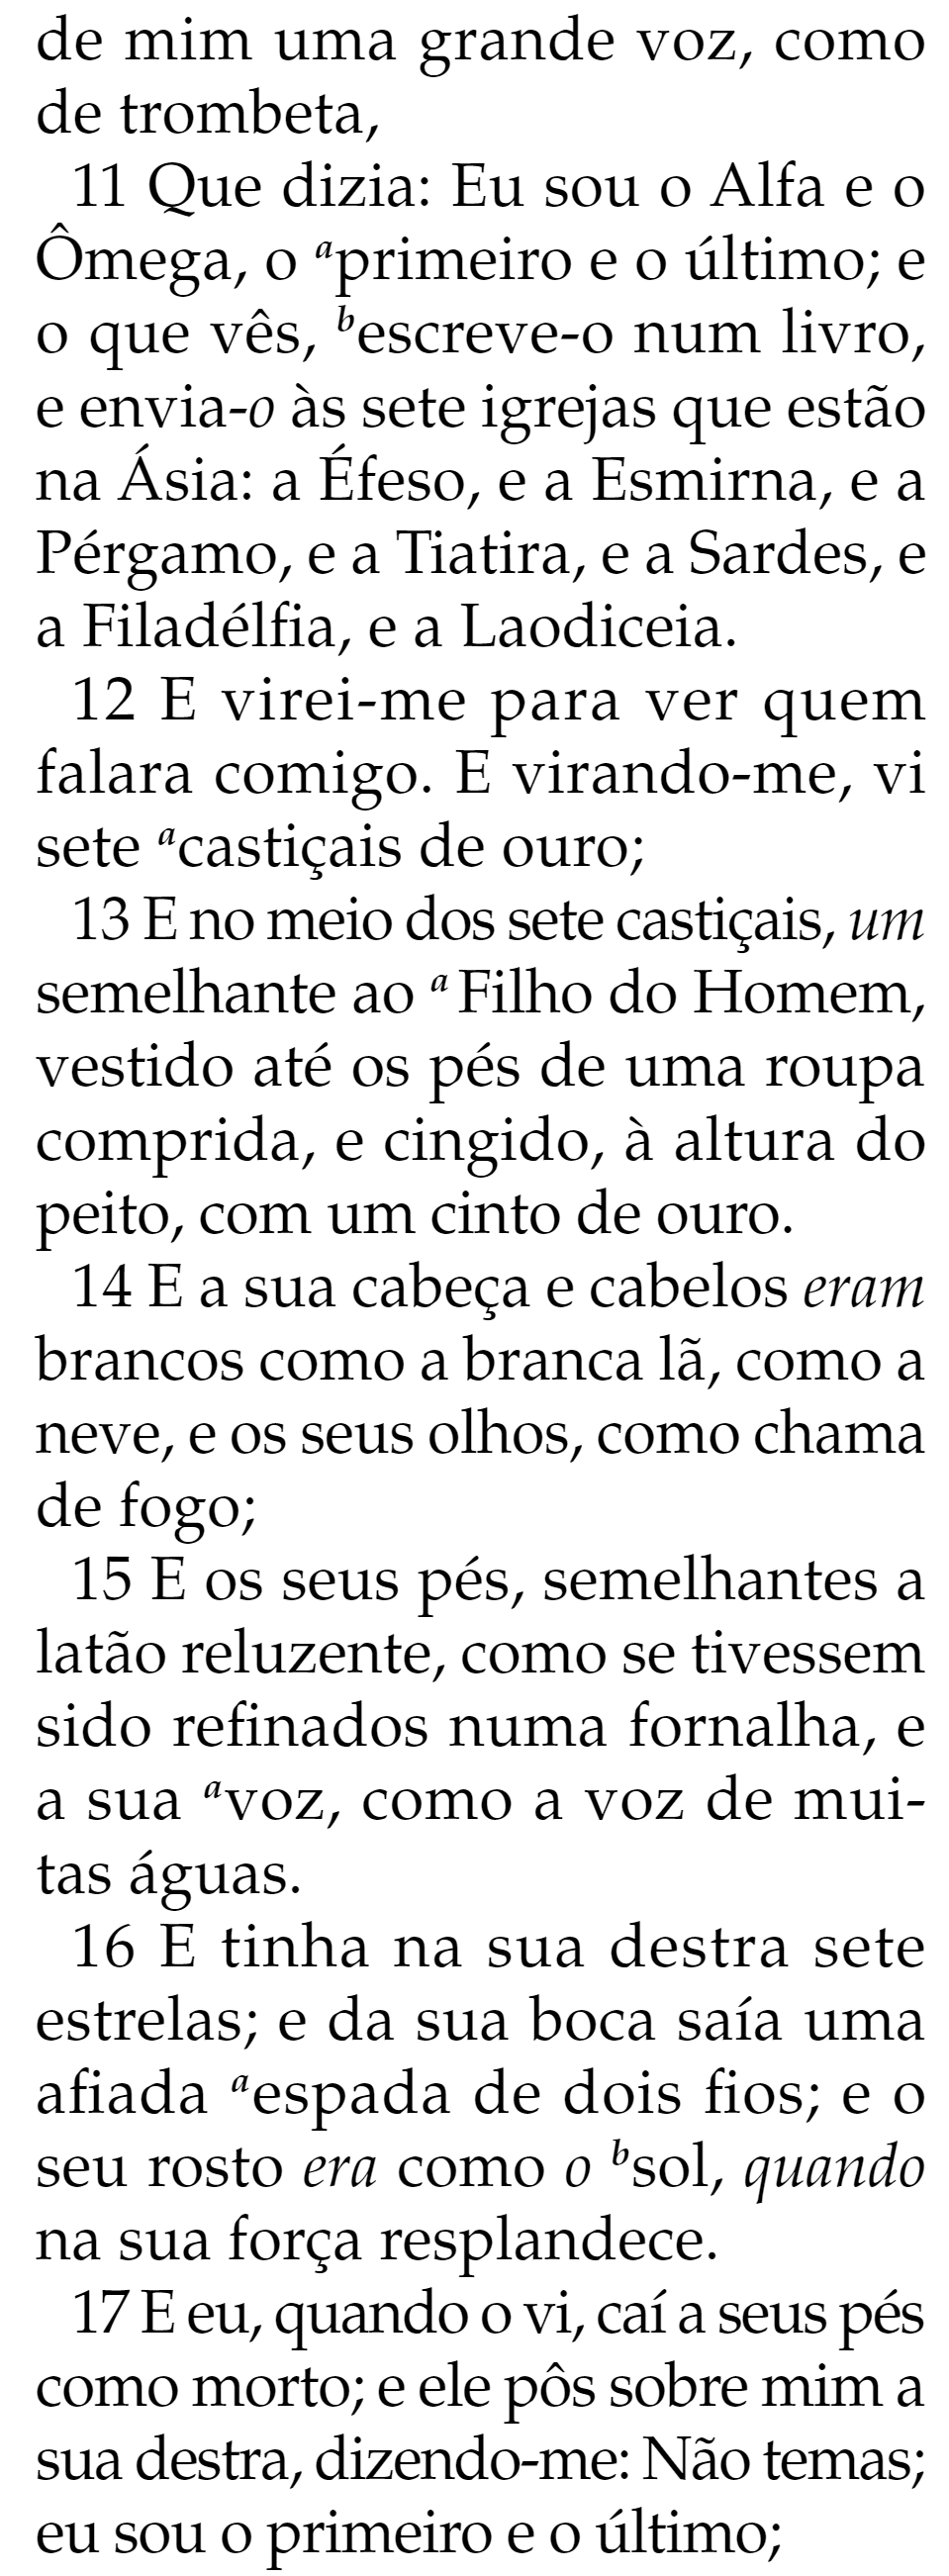 de mim uma grande voz, como
de trombeta,
11 Que dizia: Eu sou o Alfa e o
Ômega, o ᵃprimeiro e o último; e
o que vês, ᵇescreve-o num livro,
e envia-o às sete igrejas que estão
na Ásia: a Éfeso, e a Esmirna, e a
Pérgamo, e a Tiatira, e a Sardes, e
a Filadélfia, e a Laodiceia.
12 E virei-me para ver quem
falara comigo. E virando-me, vi
sete ᵃcastiçais de ouro;
13 E no meio dos sete castiçais, um
semelhante ao ᵃ Filho do Homem,
vestido até os pés de uma roupa
comprida, e cingido, à altura do
peito, com um cinto de ouro.
14 E a sua cabeça e cabelos eram
brancos como a branca lã, como a
neve, e os seus olhos, como chama
de fogo;
15 E os seus pés, semelhantes a
latão reluzente, como se tivessem
sido refinados numa fornalha, e
a sua ᵃvoz, como a voz de mui-
tas águas.
16 E tinha na sua destra sete
estrelas; e da sua boca saía uma
afiada ᵃespada de dois fios; e o
seu rosto era como o ᵇsol, quando
na sua força resplandece.
17 E eu, quando o vi, caí a seus pés
como morto; e ele pôs sobre mim a
sua destra, dizendo-me: Não temas;
eu sou o primeiro e o último;